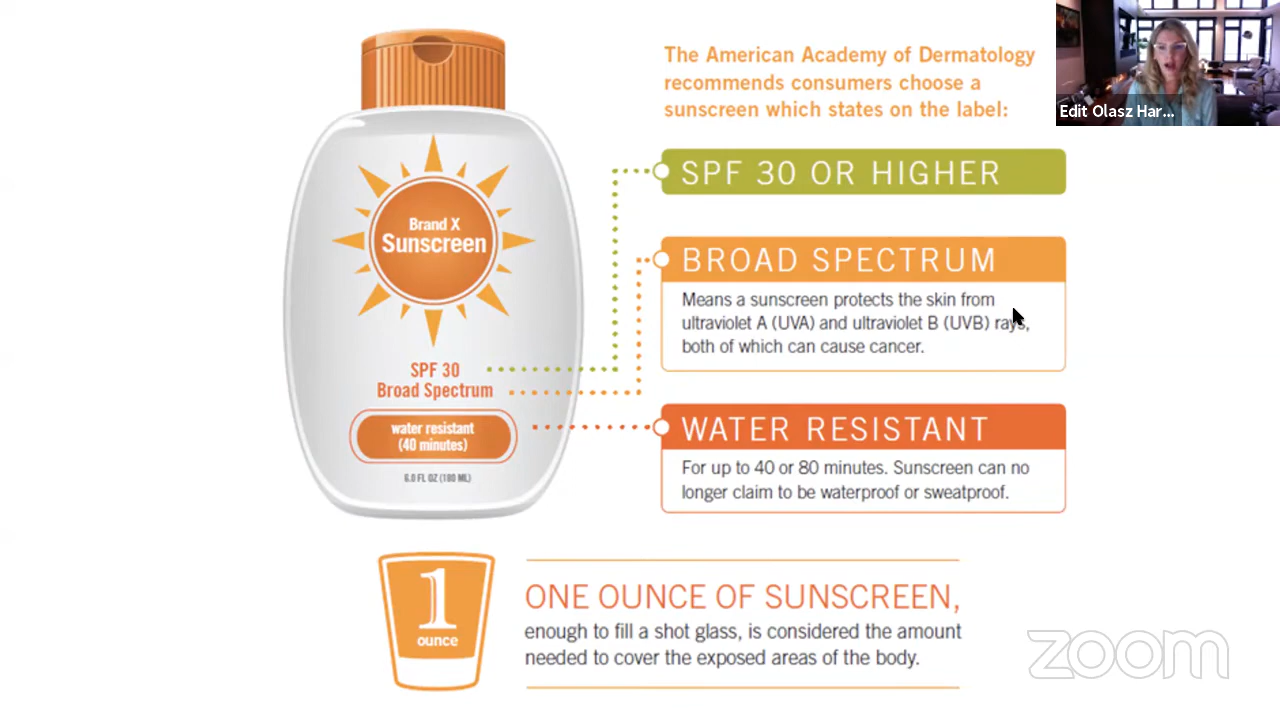 The American Academy of Dermatology
recommends consumers choose a
sunscreen which states on the label:
Edit Olasz Har...
SPF 30 OR HIGHER
BROAD SPECTRUM
Means a sunscreen protects the skin from
ultraviolet A (UVA) and ultraviolet B (UVB) rays,
both of which can cause cancer.
WATER RESISTANT
For up to 40 or 80 minutes. Sunscreen can no
longer claim to be waterproof or sweatproof.
Brand X
Sunscreen
SPF 30
Broad Spectrum
water resistant
(40 minutes)
6.0 FL OZ (180 ML)
1
ounce
ONE OUNCE OF SUNSCREEN,
enough to fill a shot glass, is considered the amount
needed to cover the exposed areas of the body.
zoom